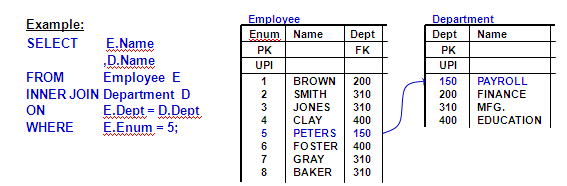 Example:
SELECT E.Name
,D.Name
FROM Employee E
INNER JOIN Department D
ON E.Dept = D.Dept
WHERE E.Enum = 5;
Employee
Enum Name Dept
PK FK
UPI
1 BROWN 200
2 SMITH 310
3 JONES 310
4 CLAY 400
5 PETERS 150
6 FOSTER 400
7 GRAY 310
8 BAKER 310
Department
Dept Name
PK
UPI
150 PAYROLL
200 FINANCE
310 MFG.
400 EDUCATION